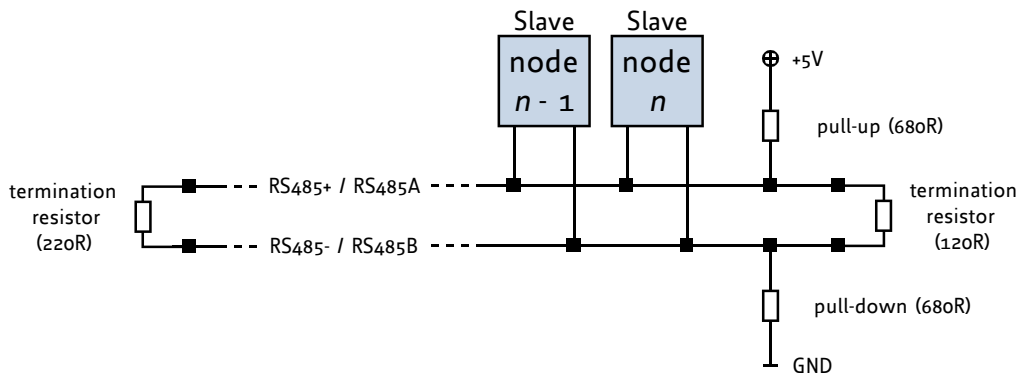 Slave
Slave
node
n - 1
node
n
+5V
pull-up (680R)
termination
resistor
(220R)
RS485+ / RS485A
RS485- / RS485B
termination
resistor
(120R)
pull-down (680R)
GND